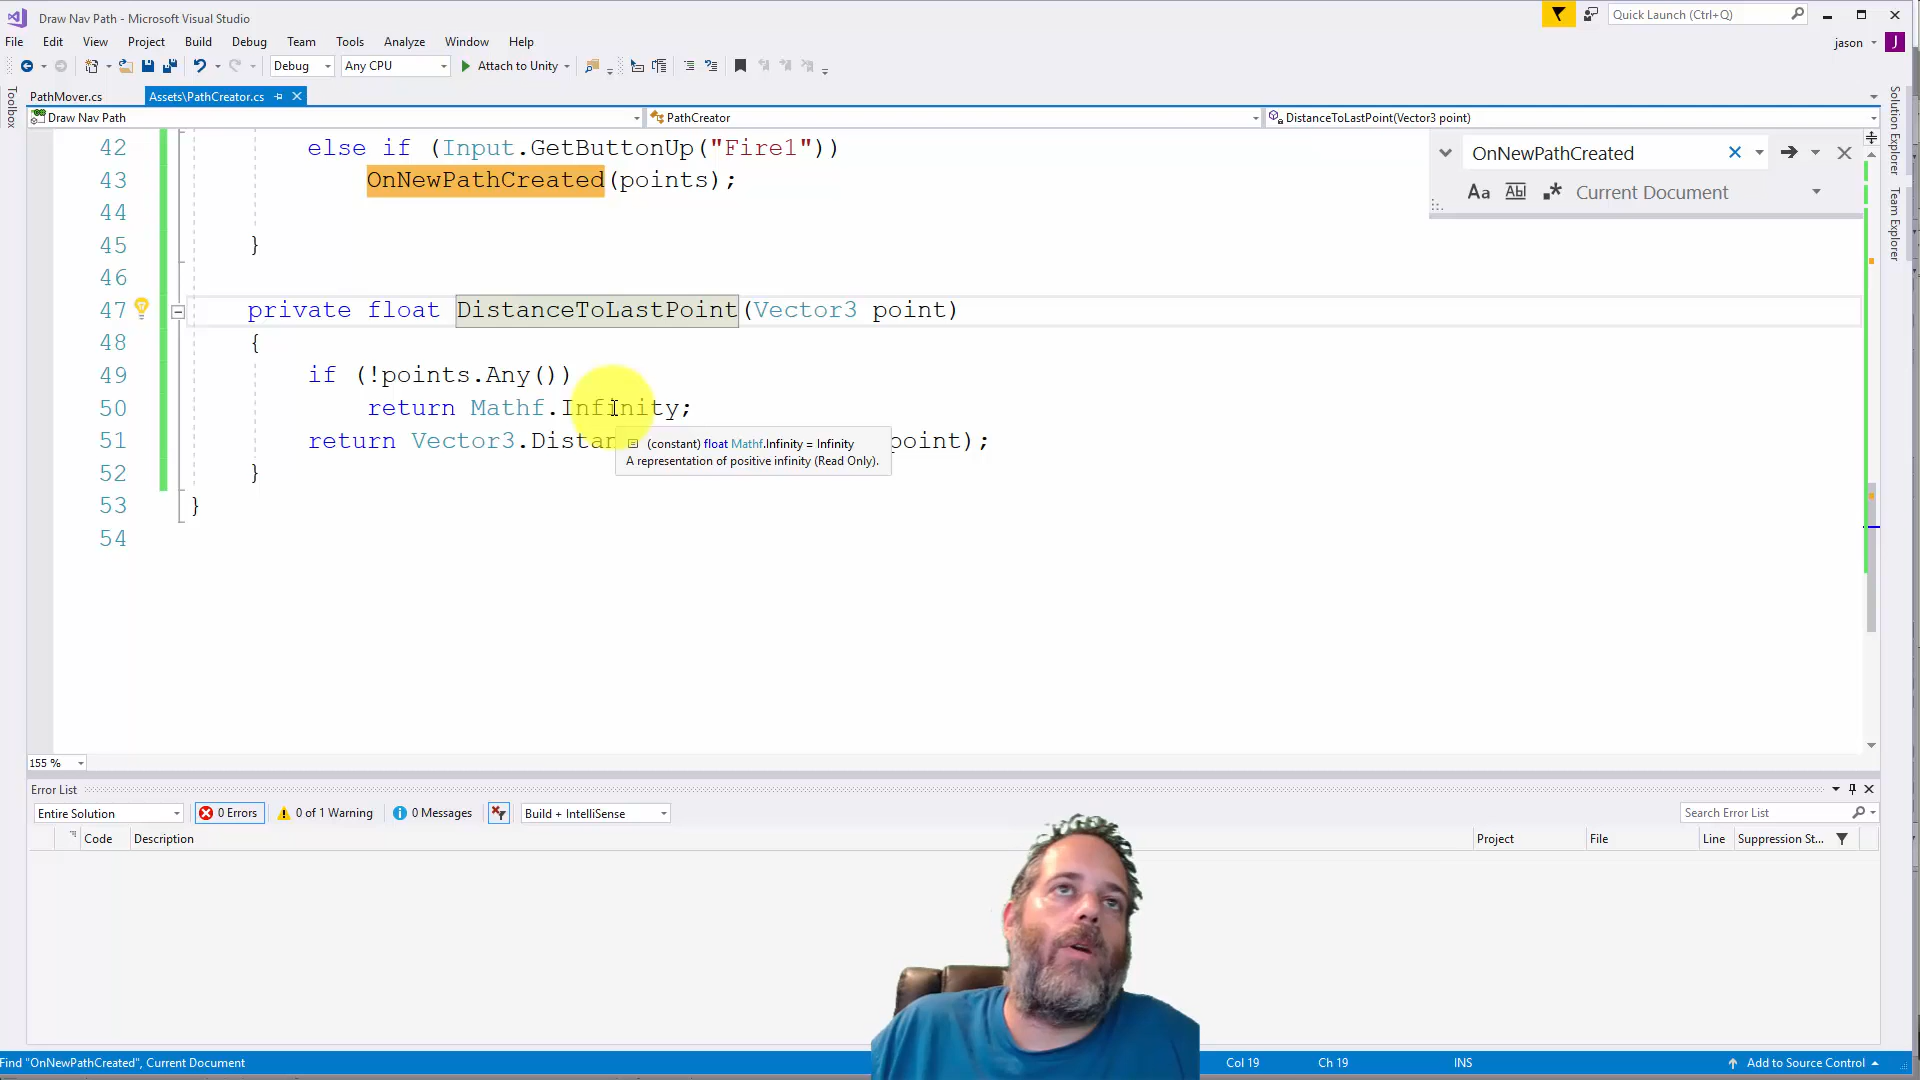 Draw Nav Path - Microsoft Visual Studio
Quick Launch (Ctrl+Q)
File Edit View Project Build Debug Team Tools Analyze Window Help
jason J
Debug Any CPU Attach to Unity
PathMover.cs Assets\PathCreator.cs
Draw Nav Path PathCreator DistanceToLastPoint(Vector3 point)
Toolbox
Solution Explorer
Team Explorer
OnNewPathCreated
Aa Abl Current Document
42 else if (Input.GetButtonUp("Fire1"))
43 OnNewPathCreated(points);
44
45 }
46
47 private float DistanceToLastPoint(Vector3 point)
48 {
49 if (!points.Any())
50 return Mathf.Infinity;
51 return Vector3.Distan point);
(constant) float Mathf.Infinity = Infinity
A representation of positive infinity (Read Only).
52 }
53 }
54
155 %
Error List
Entire Solution 0 Errors 0 of 1 Warning 0 Messages Build + IntelliSense Search Error List
Code Description Project File Line Suppression St...
Find "OnNewPathCreated", Current Document Col 19 Ch 19 INS Add to Source Control